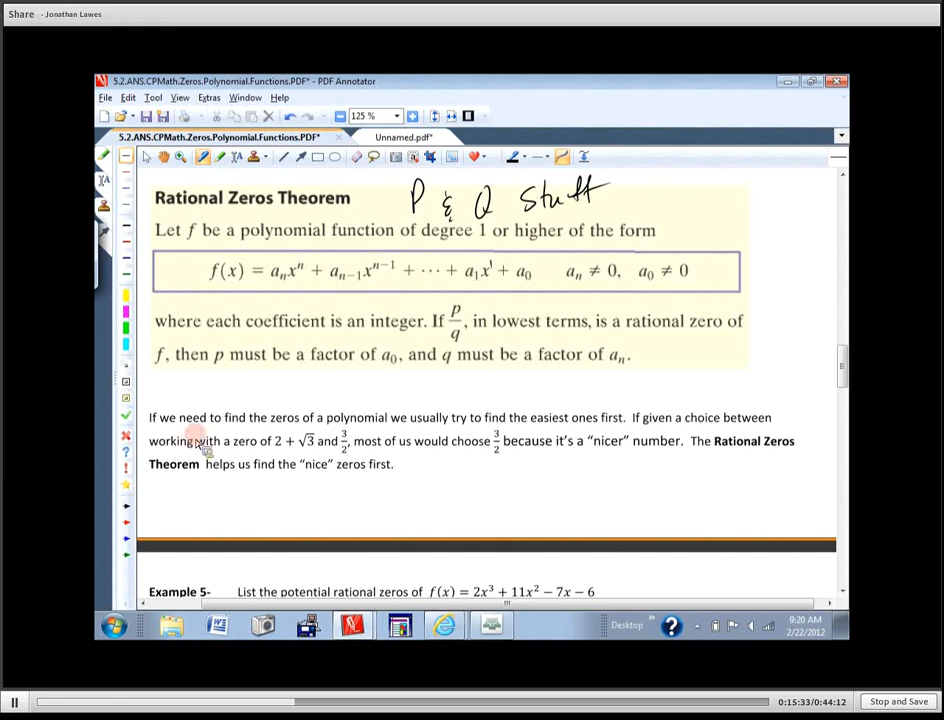 Share - Jonathan Lawes
5.2.ANS.CPMath.Zeros.Polynomial.Functions.PDF* - PDF Annotator
File Edit Tool View Extras Window Help
125 %
5.2.ANS.CPMath.Zeros.Polynomial.Functions.PDF* Unnamed.pdf*
Rational Zeros Theorem P & Q Stuff
Let f be a polynomial function of degree 1 or higher of the form
f(x) = aₙxⁿ + aₙ₋₁xⁿ⁻¹ + ⋯ + a₁x¹ + a₀ aₙ ≠ 0, a₀ ≠ 0
where each coefficient is an integer. If p/q, in lowest terms, is a rational zero of
f, then p must be a factor of a₀, and q must be a factor of aₙ.
If we need to find the zeros of a polynomial we usually try to find the easiest ones first. If given a choice between
working with a zero of 2 + √3 and 3/2, most of us would choose 3/2 because it's a “nicer” number. The Rational Zeros
Theorem helps us find the “nice” zeros first.
Example 5- List the potential rational zeros of f(x) = 2x³ + 11x² − 7x − 6
Desktop » 9:20 AM
2/22/2012
0:15:33/0:44:12 Stop and Save